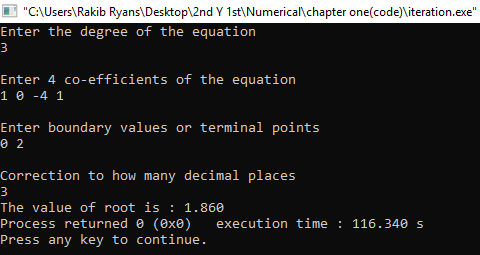 "C:\Users\Rakib Ryans\Desktop\2nd Y 1st\Numerical\chapter one(code)\iteration.exe"
Enter the degree of the equation
3
Enter 4 co-efficients of the equation
1 0 -4 1
Enter boundary values or terminal points
0 2
Correction to how many decimal places
3
The value of root is : 1.860
Process returned 0 (0x0)   execution time : 116.340 s
Press any key to continue.